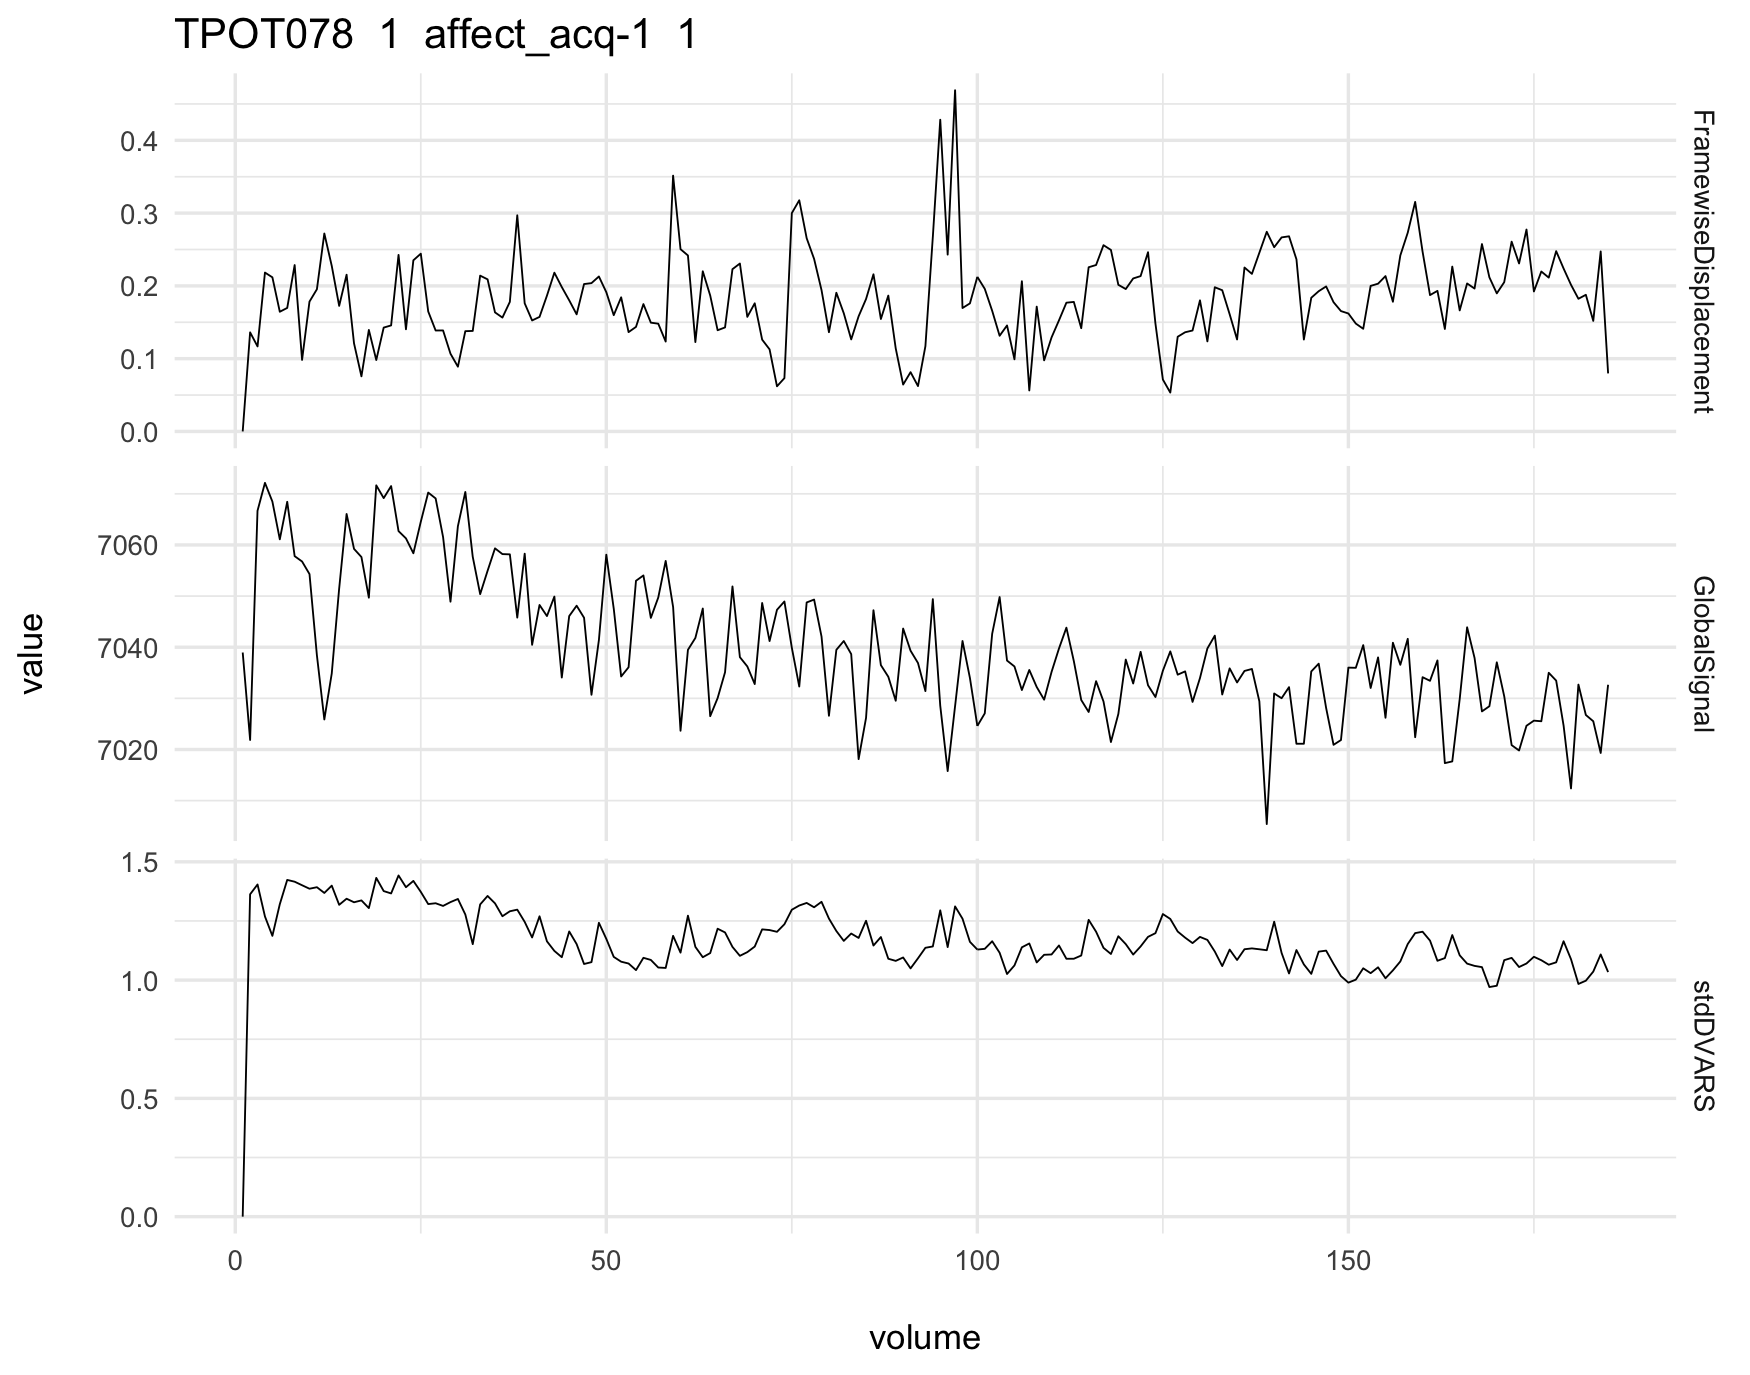 TPOT078 1 affect_acq-1 1
0.4
0.3
0.2
0.1
0.0
FramewiseDisplacement
7060
7040
7020
GlobalSignal
1.5
1.0
0.5
0.0
stdDVARS
value
0 50 100 150
volume